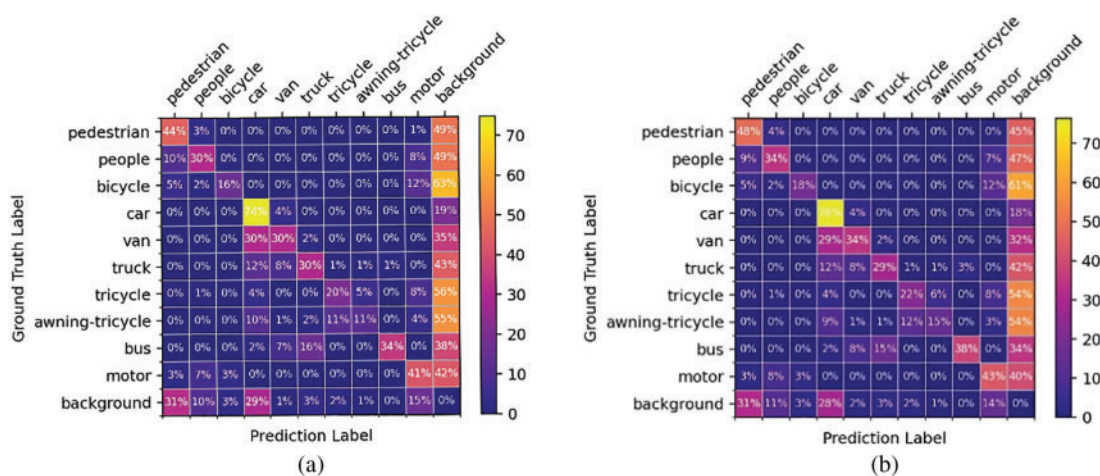 pedestrian people bicycle car van truck tricycle awning-tricycle bus motor background
pedestrian 44% 3% 0% 0% 0% 0% 0% 0% 0% 1% 49%
people 10% 30% 0% 0% 0% 0% 0% 0% 0% 8% 49%
bicycle 5% 2% 16% 0% 0% 0% 0% 0% 0% 12% 63%
car 0% 0% 0% 74% 4% 0% 0% 0% 0% 0% 19%
van 0% 0% 0% 30% 30% 2% 0% 0% 0% 0% 35%
truck 0% 0% 0% 12% 8% 30% 1% 1% 1% 0% 43%
tricycle 0% 1% 0% 4% 0% 0% 20% 5% 0% 8% 56%
awning-tricycle 0% 0% 0% 10% 1% 2% 11% 11% 0% 4% 55%
bus 0% 0% 0% 2% 7% 16% 0% 0% 34% 0% 38%
motor 3% 7% 3% 0% 0% 0% 0% 0% 0% 41% 42%
background 31% 10% 3% 29% 1% 3% 2% 1% 0% 15% 0%
Ground Truth Label
Prediction Label
70
60
50
40
30
20
10
0
(a)
pedestrian people bicycle car van truck tricycle awning-tricycle bus motor background
pedestrian 48% 4% 0% 0% 0% 0% 0% 0% 0% 0% 45%
people 9% 34% 0% 0% 0% 0% 0% 0% 0% 7% 47%
bicycle 5% 2% 18% 0% 0% 0% 0% 0% 0% 12% 61%
car 0% 0% 0% 4% 0% 0% 0% 0% 0% 18%
van 0% 0% 0% 29% 34% 2% 0% 0% 0% 0% 32%
truck 0% 0% 0% 12% 8% 29% 1% 1% 3% 0% 42%
tricycle 0% 1% 0% 4% 0% 0% 22% 6% 0% 8% 54%
awning-tricycle 0% 0% 0% 9% 1% 1% 12% 15% 0% 3% 54%
bus 0% 0% 0% 2% 8% 15% 0% 0% 38% 0% 34%
motor 3% 8% 3% 0% 0% 0% 0% 0% 0% 43% 40%
background 31% 11% 3% 28% 2% 3% 2% 1% 0% 14% 0%
Ground Truth Label
Prediction Label
70
60
50
40
30
20
10
0
(b)